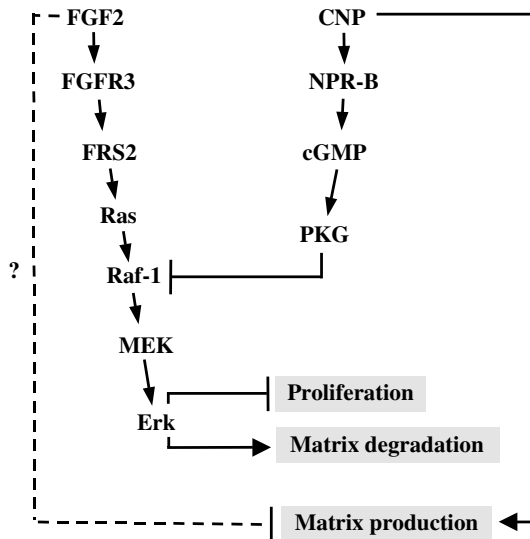 FGF2 CNP
FGFR3 NPR-B
FRS2 cGMP
Ras
PKG
? Raf-1
MEK
Proliferation
Erk
Matrix degradation
Matrix production